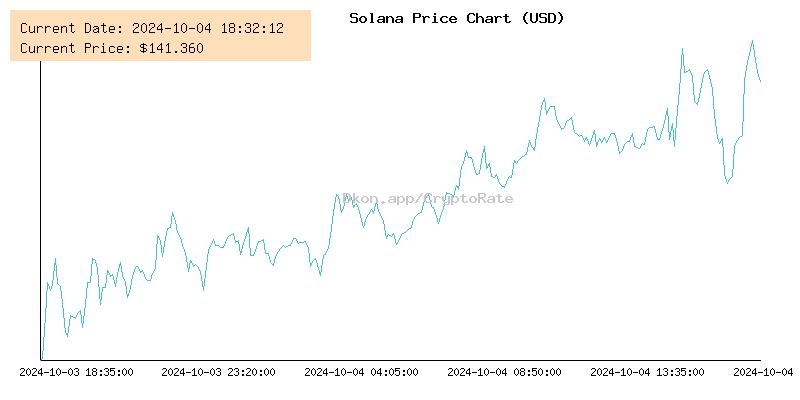 Solana Price Chart (USD)
Current Date: 2024-10-04 18:32:12
Current Price: $141.360
Dkon.app/CryptoRate
2024-10-03 18:35:00 2024-10-03 23:20:00 2024-10-04 04:05:00 2024-10-04 08:50:00 2024-10-04 13:35:00 2024-10-04